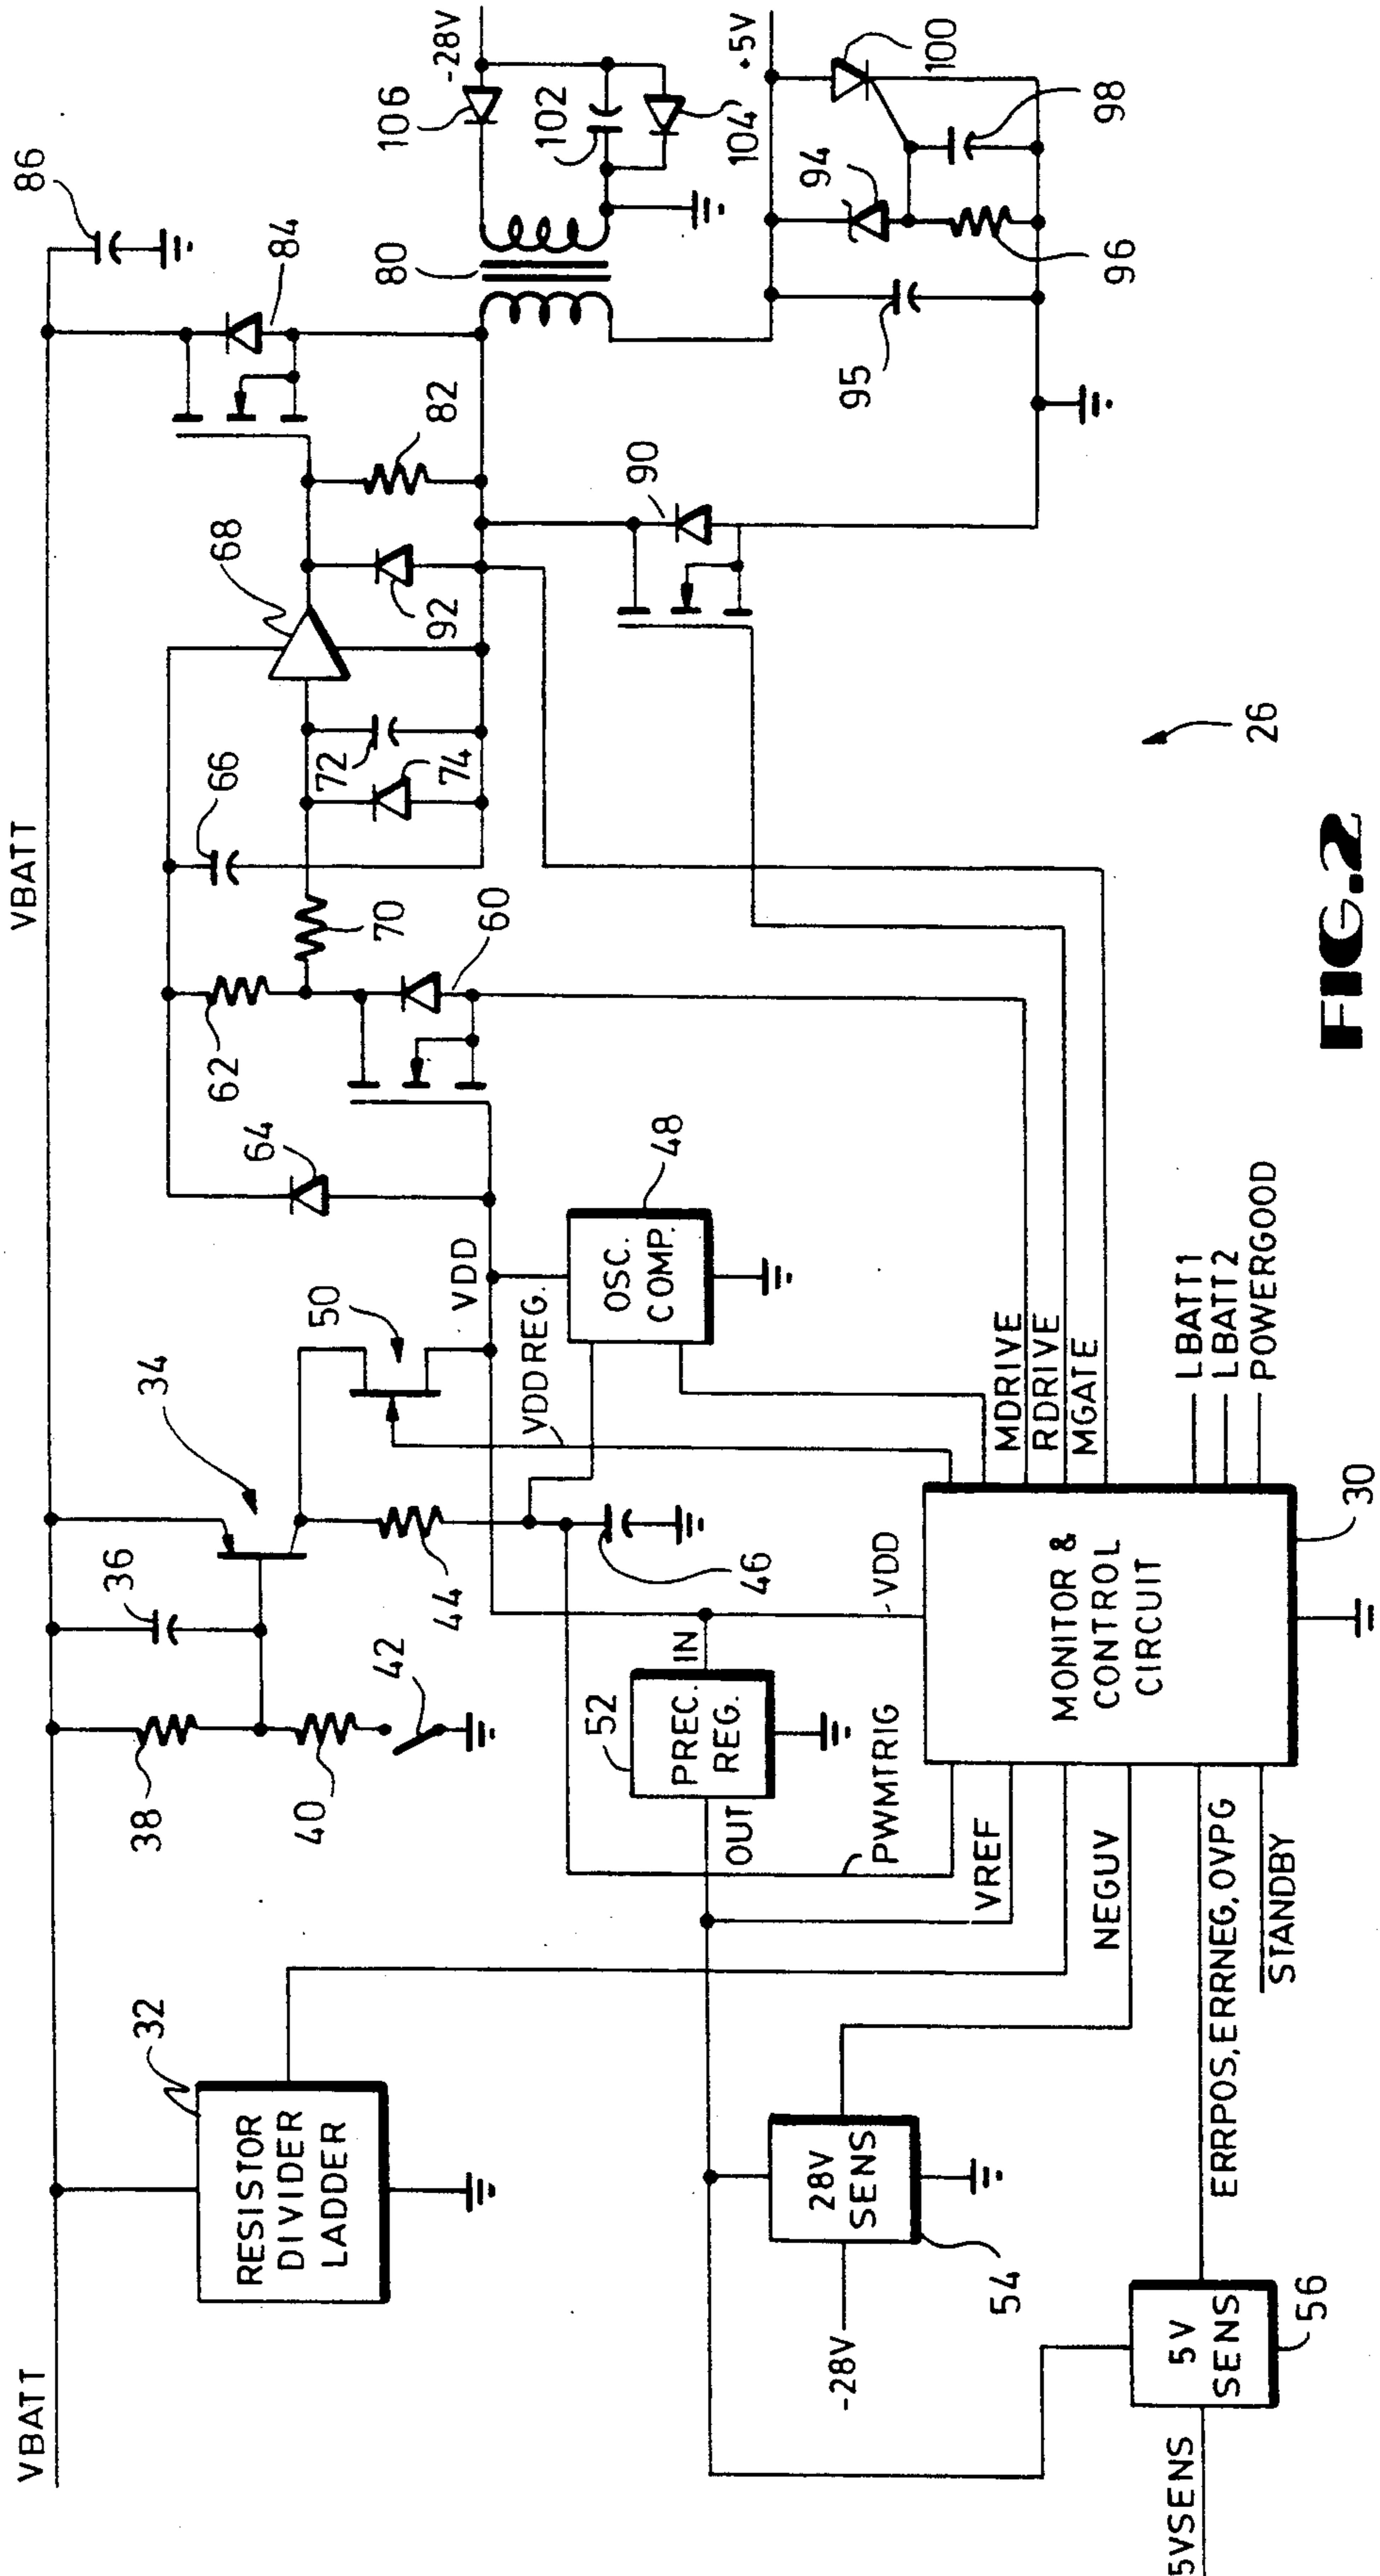 VBATT
VBATT
86
84
106
-28V
80
102
104
+5V
100
98
94
96
95
82
90
68
92
66
72
74
70
60
62
64
34
50
VDD
VDDREG.
48
OSC.
COMP.
36
38
40
42
44
46
52
PREC.
REG.
IN
OUT
-VDD
PWMTRIG
VREF
NEGUV
ERRPOS,ERRNEG,OVPG
STANDBY
MONITOR &
CONTROL
CIRCUIT
30
MDRIVE
RDRIVE
MGATE
LBATT1
LBATT2
POWERGOOD
32
RESISTOR
DIVIDER
LADDER
28V
SENS
54
-28V
5V
SENS
56
5VSENS
26
FIG.2